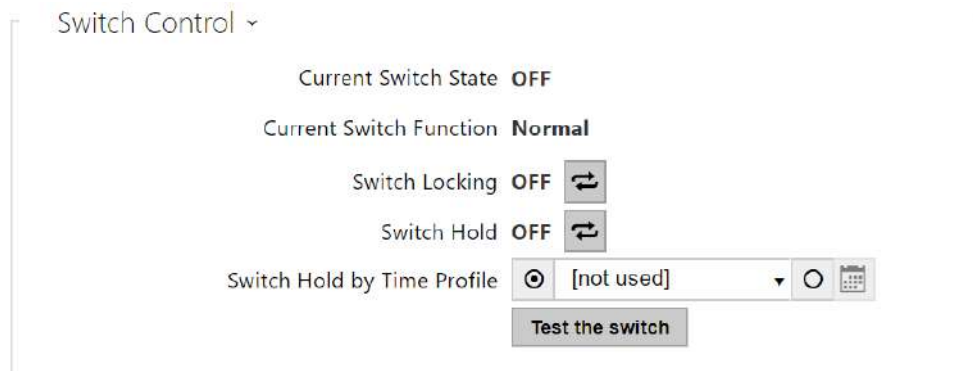 Switch Control
Current Switch State OFF
Current Switch Function Normal
Switch Locking OFF
Switch Hold OFF
Switch Hold by Time Profile [not used]
Test the switch